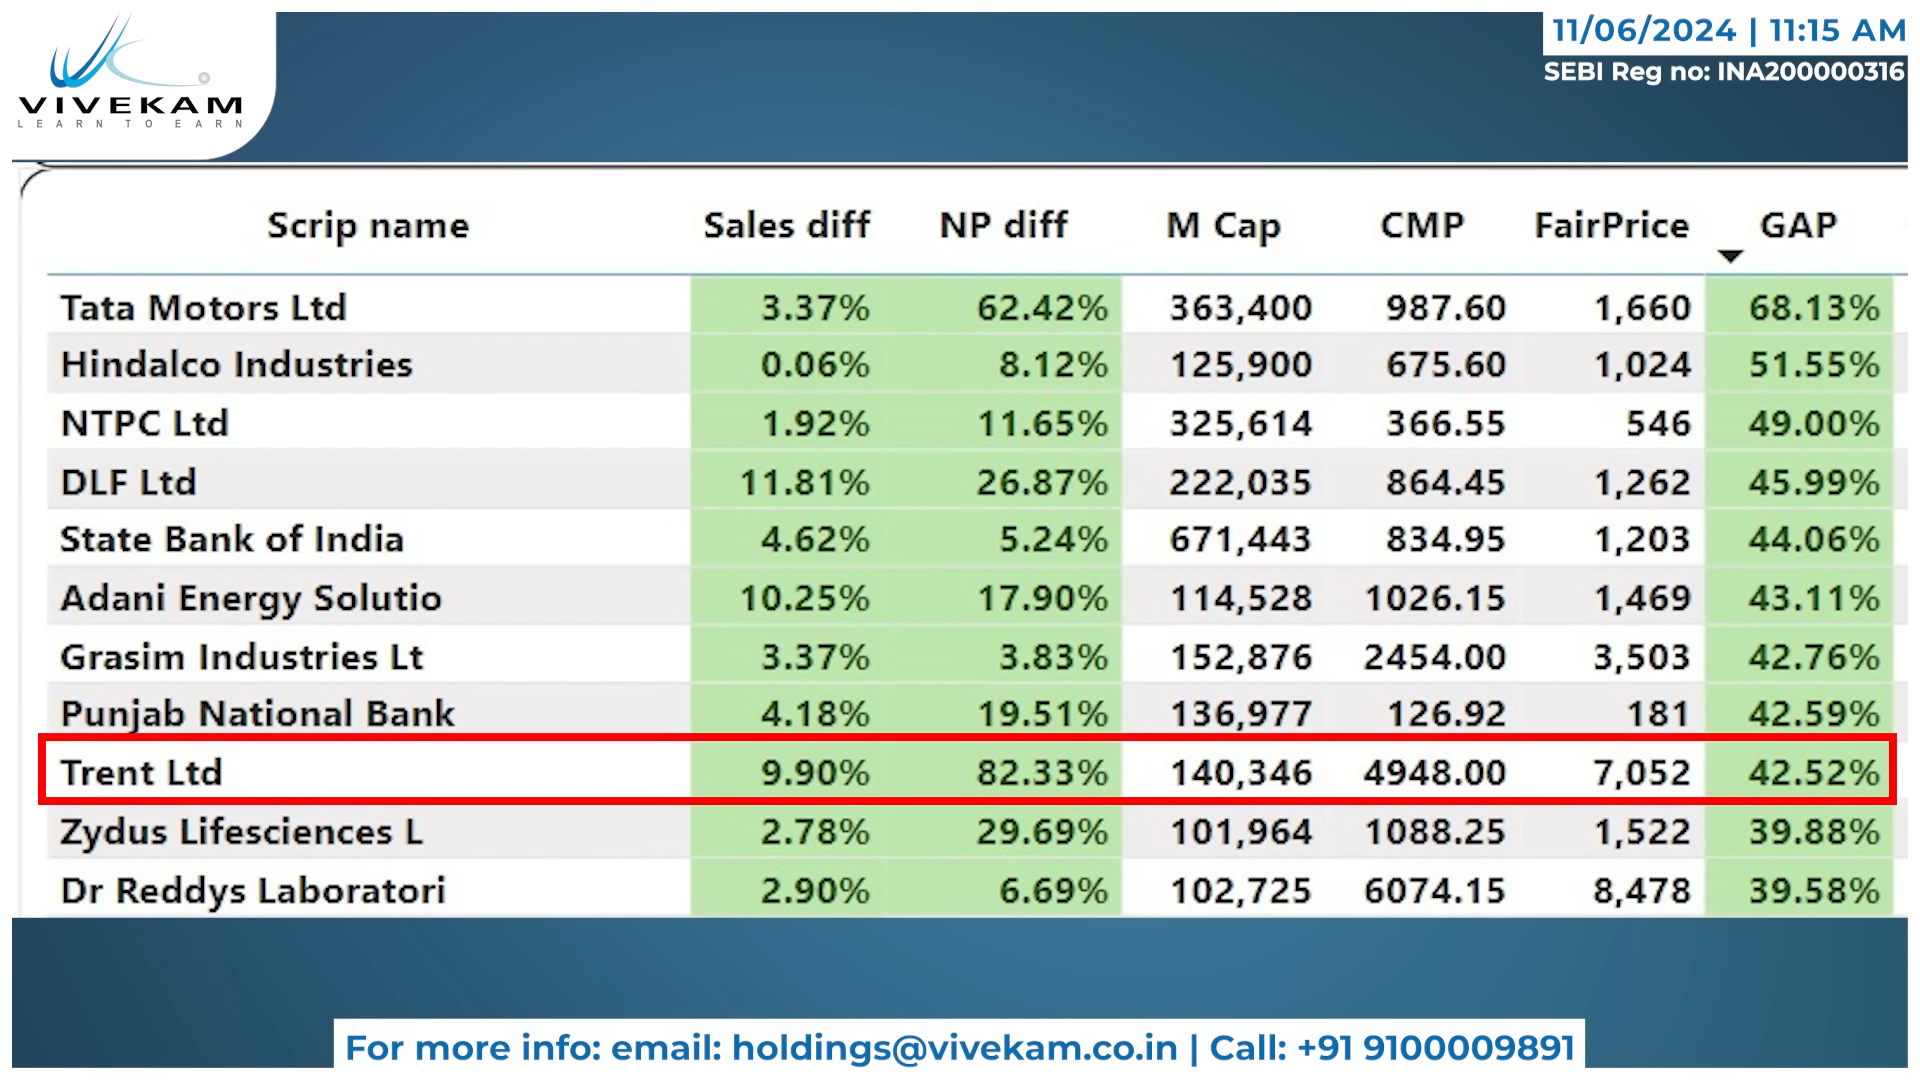 VIVEKAM
LEARN TO EARN
11/06/2024 | 11:15 AM
SEBI Reg no: INA200000316
Scrip name Sales diff NP diff M Cap CMP FairPrice GAP
Tata Motors Ltd 3.37% 62.42% 363,400 987.60 1,660 68.13%
Hindalco Industries 0.06% 8.12% 125,900 675.60 1,024 51.55%
NTPC Ltd 1.92% 11.65% 325,614 366.55 546 49.00%
DLF Ltd 11.81% 26.87% 222,035 864.45 1,262 45.99%
State Bank of India 4.62% 5.24% 671,443 834.95 1,203 44.06%
Adani Energy Solutio 10.25% 17.90% 114,528 1026.15 1,469 43.11%
Grasim Industries Lt 3.37% 3.83% 152,876 2454.00 3,503 42.76%
Punjab National Bank 4.18% 19.51% 136,977 126.92 181 42.59%
Trent Ltd 9.90% 82.33% 140,346 4948.00 7,052 42.52%
Zydus Lifesciences L 2.78% 29.69% 101,964 1088.25 1,522 39.88%
Dr Reddys Laboratori 2.90% 6.69% 102,725 6074.15 8,478 39.58%
For more info: email: holdings@vivekam.co.in | Call: +91 9100009891